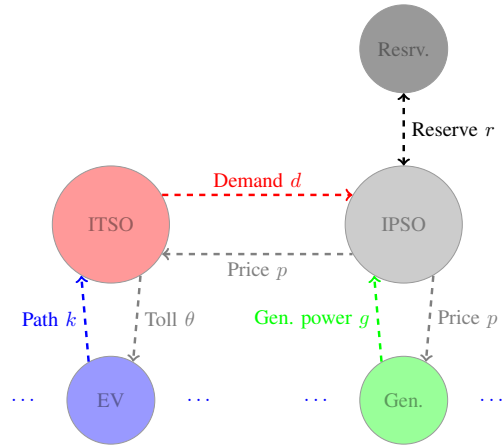 Resrv.
Reserve r
Demand d
ITSO
IPSO
Price p
Path k
Toll θ
Gen. power g
Price p
... EV ... ... Gen. ...